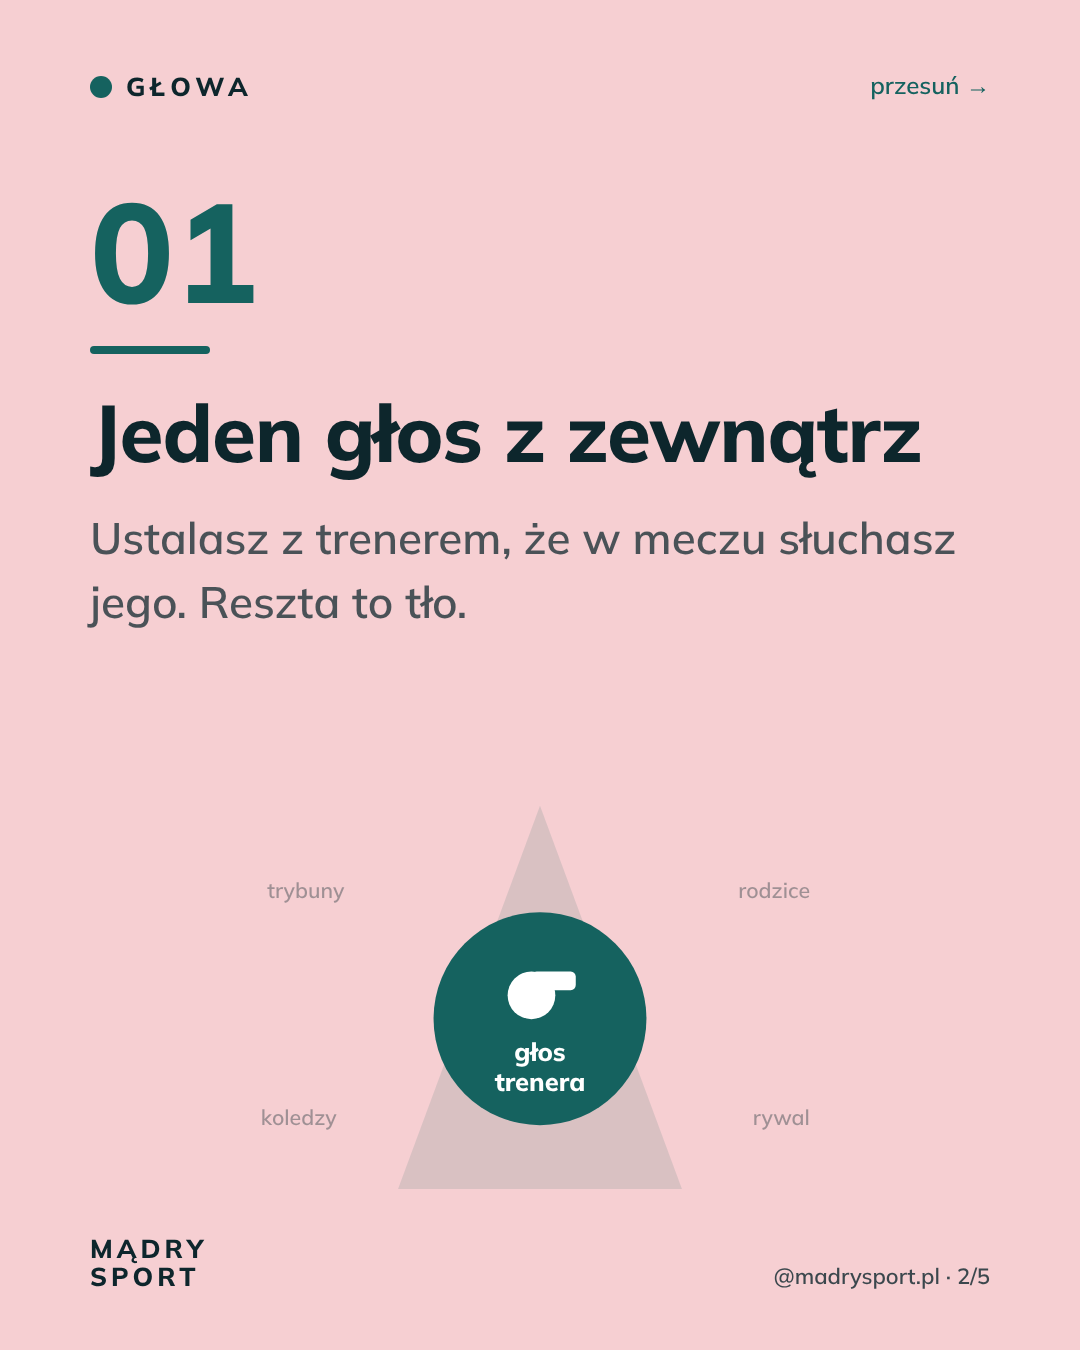 GŁOWA
przesuń →
01
Jeden głos z zewnątrz
Ustalasz z trenerem, że w meczu słuchasz
jego. Reszta to tło.
trybuny
rodzice
głos
trenera
koledzy
rywal
MĄDRY
SPORT
@madrysport.pl · 2/5